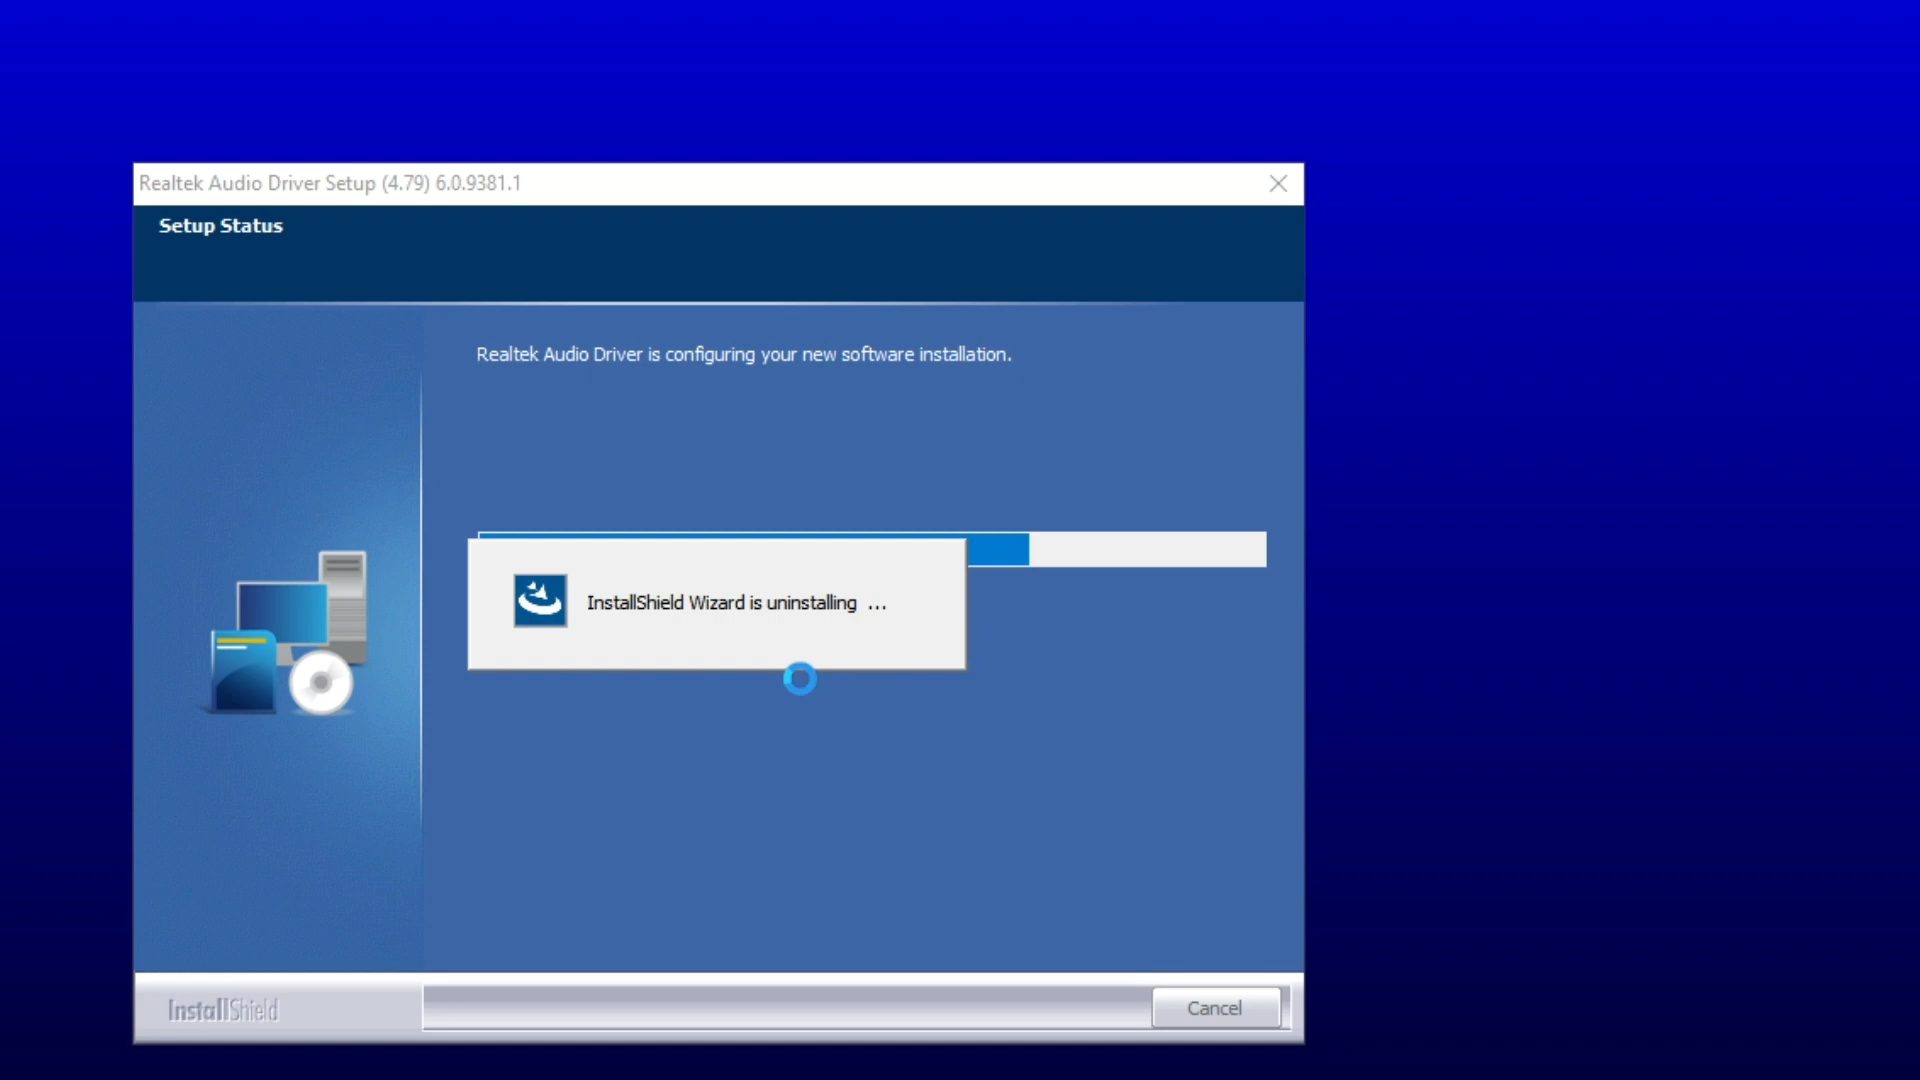 Realtek Audio Driver Setup (4.79) 6.0.9381.1
Setup Status
Realtek Audio Driver is configuring your new software installation.
InstallShield Wizard is uninstalling ...
InstallShield
Cancel